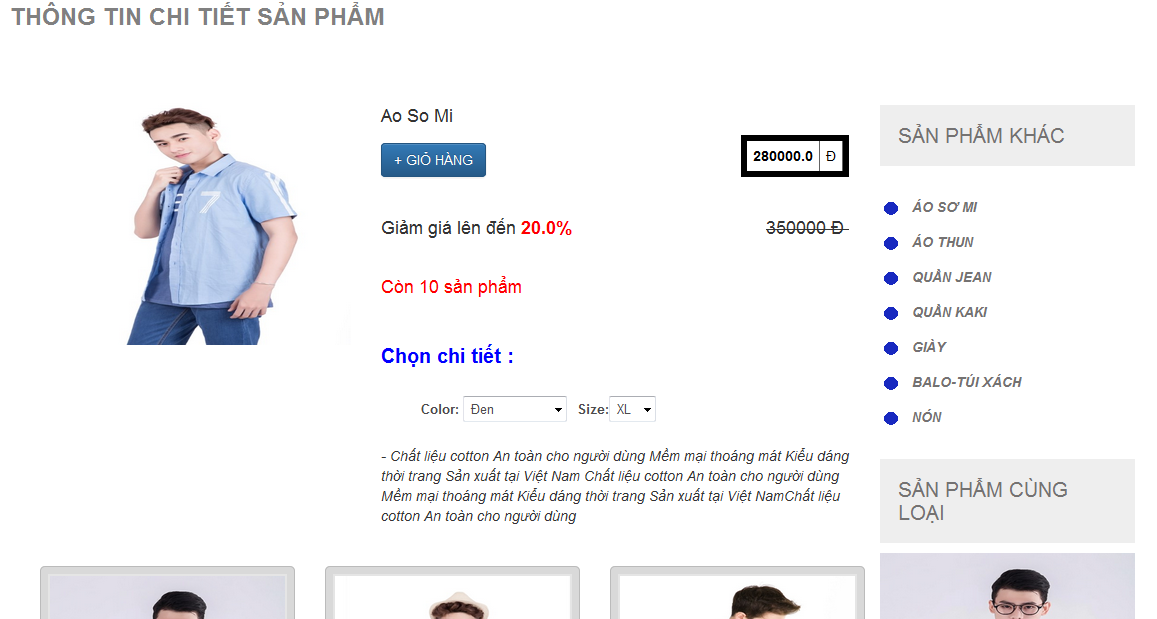 THÔNG TIN CHI TIẾT SẢN PHẨM
Ao So Mi
+ GIỎ HÀNG
280000.0 Đ
Giảm giá lên đến 20.0%
350000 Đ
Còn 10 sản phẩm
Chọn chi tiết :
Color: Đen Size: XL
- Chất liệu cotton An toàn cho người dùng Mềm mại thoáng mát Kiểu dáng
thời trang Sản xuất tại Việt Nam Chất liệu cotton An toàn cho người dùng
Mềm mại thoáng mát Kiểu dáng thời trang Sản xuất tại Việt NamChất liệu
cotton An toàn cho người dùng
SẢN PHẨM KHÁC
ÁO SƠ MI
ÁO THUN
QUẦN JEAN
QUẦN KAKI
GIÀY
BALO-TÚI XÁCH
NÓN
SẢN PHẨM CÙNG
LOẠI